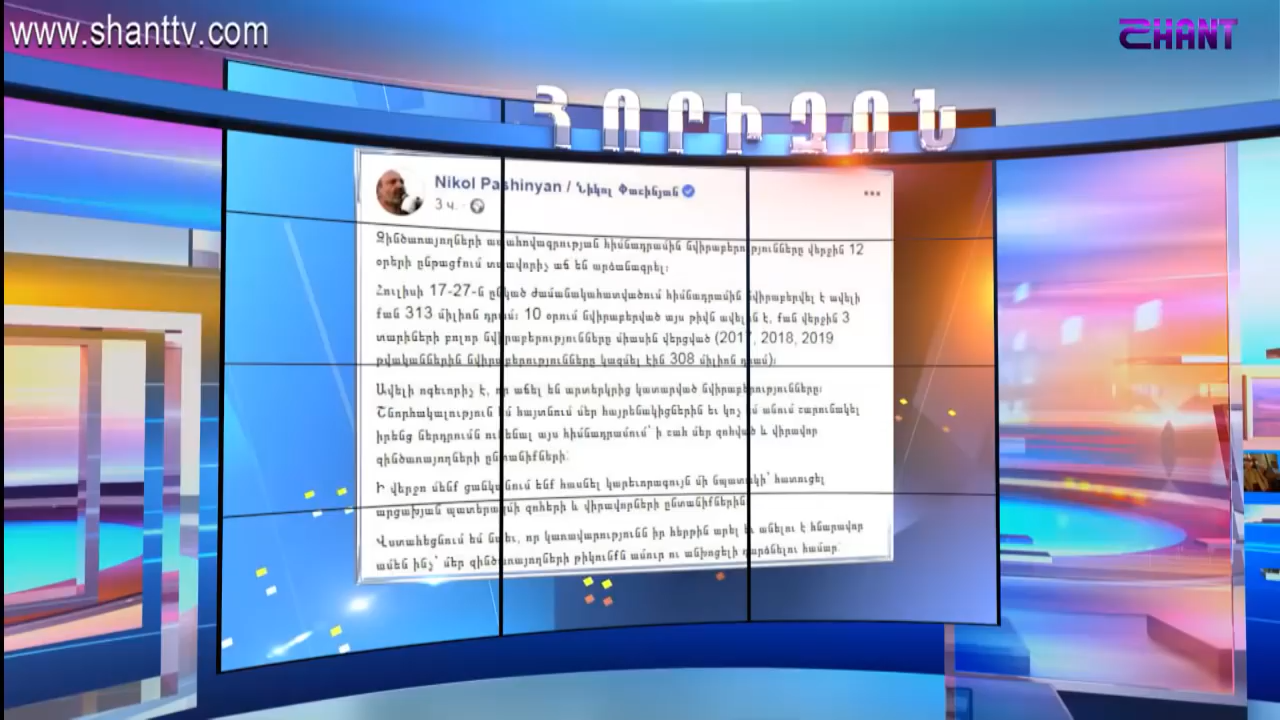 www.shanttv.com
SHANT
ՀՈՐԻԶՈՆ
Nikol Pashinyan / Նիկոլ Փաշինյան
3 ч.
Զինծառայողների ապահովագրության հիմնադրամին նվիրաբերությունները վերջին 12
օրերի ընթացքում տպավորիչ աճ են արձանագրել։
Հուլիսի 17-27-ն ընկած ժամանակահատվածում հիմնադրամին նվիրաբերվել է ավելի
քան 313 միլիոն դրամ։ 10 օրում նվիրաբերված այս թիվն ավելին է, քան վերջին 3
տարիների բոլոր նվիրաբերությունները միասին վերցված (2017, 2018, 2019
թվականներին նվիրաբերությունները կազմել էին 308 միլիոն դրամ)։
Ավելի ոգեւորիչ է, որ աճել են արտերկրից կատարված նվիրաբերությունները։
Շնորհակալություն եմ հայտնում մեր հայրենակիցներին եւ կոչ եմ անում շարունակել
իրենց ներդրումն ունենալ այս հիմնադրամում՝ ի շահ մեր զոհված և վիրավոր
զինծառայողների ընտանիքների։
Ի վերջո մենք ցանկանում ենք հասնել կարեւորագույն մի նպատակի՝ հատուցել
արցախյան պատերազմի զոհերի և վիրավորների ընտանիքներին
Վստահեցնում եմ նաեւ, որ կառավարությունն իր հերթին արել եւ անելու է հնարավոր
ամեն ինչ՝ մեր զինծառայողների թիկունքն ամուր ու անխոցելի դարձնելու համար։